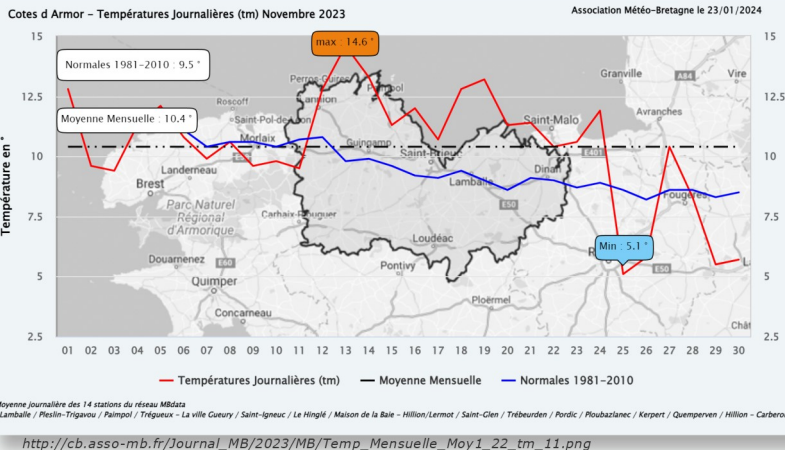 Cotes d Armor - Températures Journalières (tm) Novembre 2023
Association Météo-Bretagne le 23/01/2024
15
12.5
10
7.5
5
2.5
Température en °
15
12.5
10
7.5
5
2.5
Normales 1981-2010 : 9.5 °
Moyenne Mensuelle : 10.4 °
max : 14.6 °
Min : 5.1 °
Perros-Guirec
Lannion
Paimpol
Granville
A84
Vire
Roscoff
Saint-Pol-de-
Morlaix
Guingamp
Saint-Brieuc
Saint-Malo
Avranches
Landerneau
Brest
Lamballe
Dinan
E401
Fougères
Parc Naturel
Régional
d'Armorique
Carhaix-Plouguer
E50
Douarnenez
E60
Loudéac
Pontivy
E50
Quimper
Concarneau
Ploërmel
01 02 03 04 05 06 07 08 09 10 11 12 13 14 15 16 17 18 19 20 21 22 23 24 25 26 27 28 29 30
Températures Journalières (tm) Moyenne Mensuelle Normales 1981-2010
Moyenne journalière des 14 stations du réseau MBdata
Lamballe / Pleslin-Trigavou / Paimpol / Trégueux - La ville Gueury / Saint-Igneuc / Le Hinglé / Maison de la Baie - Hillion/Lermot / Saint-Glen / Trébeurden / Pordic / Ploubazlanec / Kerpert / Quemperven / Hillion - Carberon
http://cb.asso-mb.fr/Journal_MB/2023/MB/Temp_Mensuelle_Moy1_22_tm_11.png